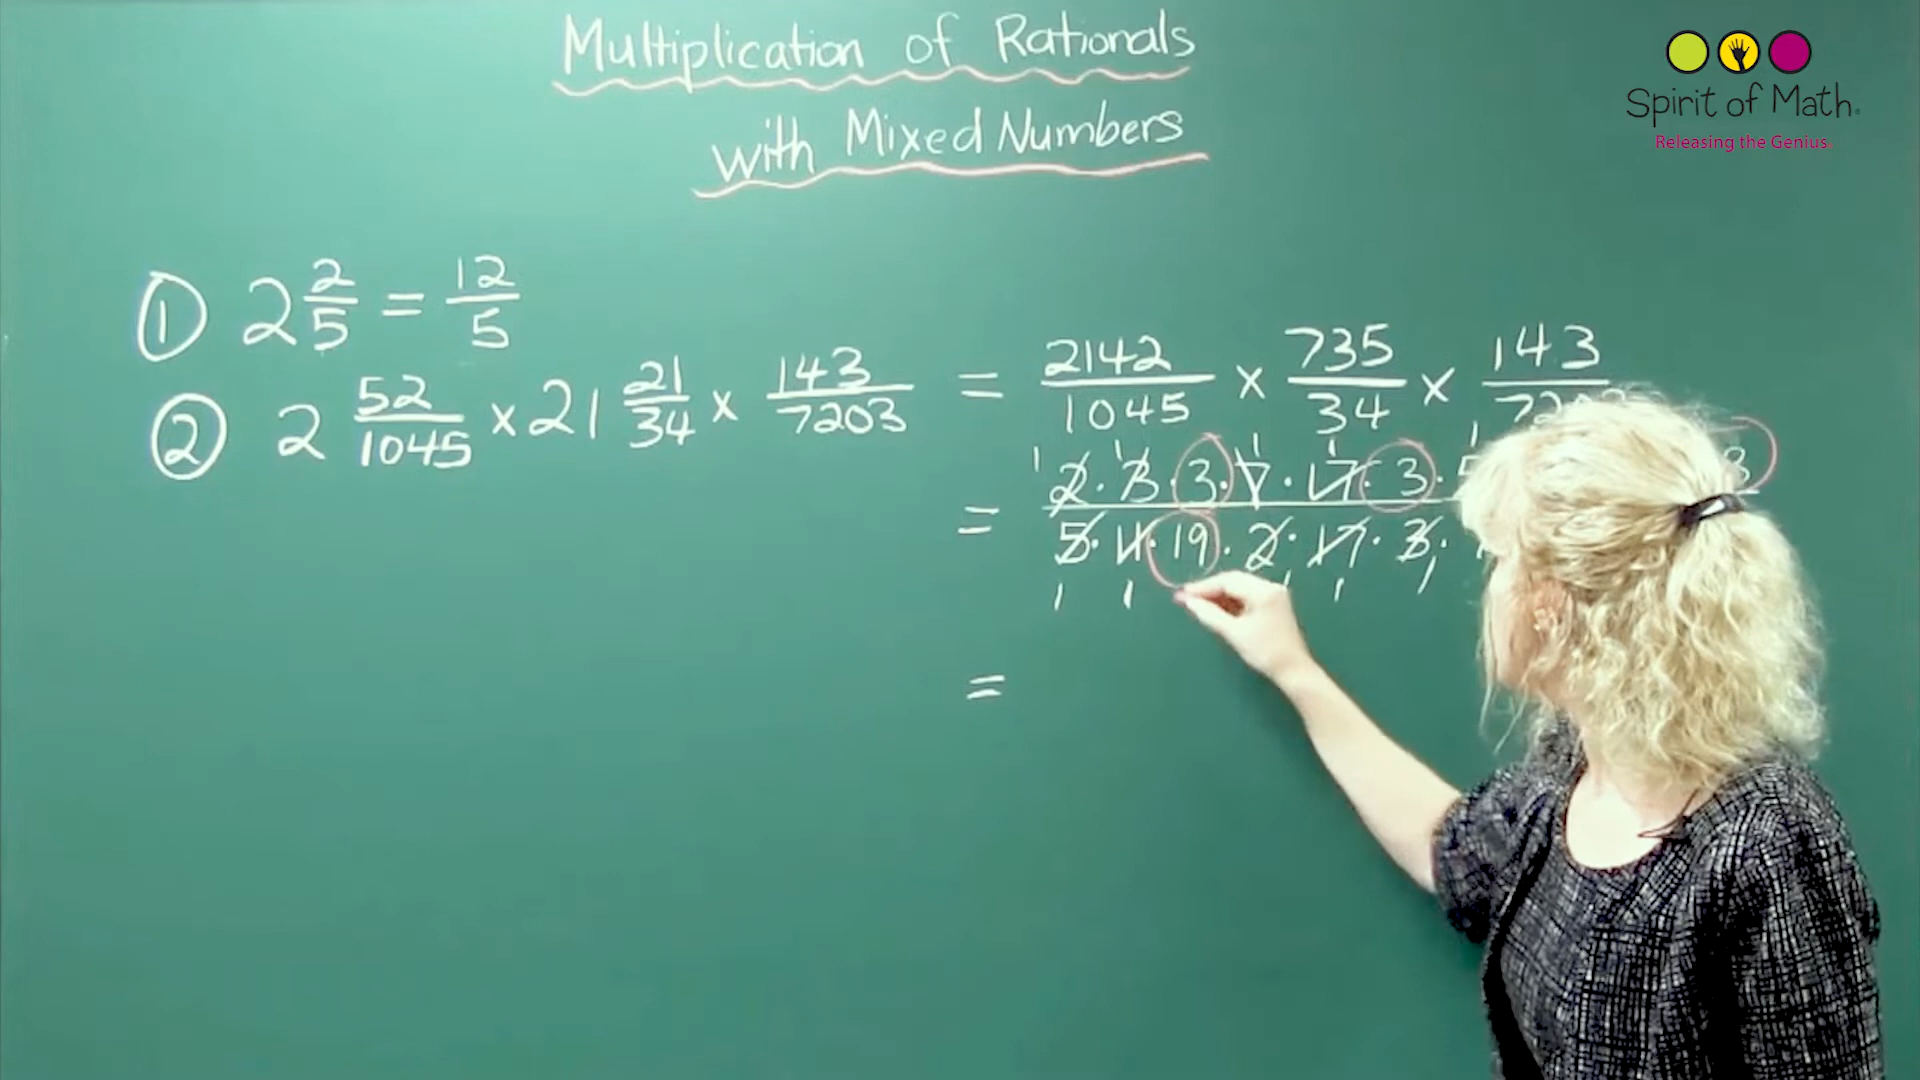 Multiplication of Rationals
with Mixed Numbers
Spirit of Math
Releasing the Genius.
① 2 2/5 = 12/5
② 2 52/1045 × 21 21/34 × 143/7203 = 2142/1045 × 735/34 × 143/
= 2·3·3·7·17·3· / 5·11·19·2·17·3·
=